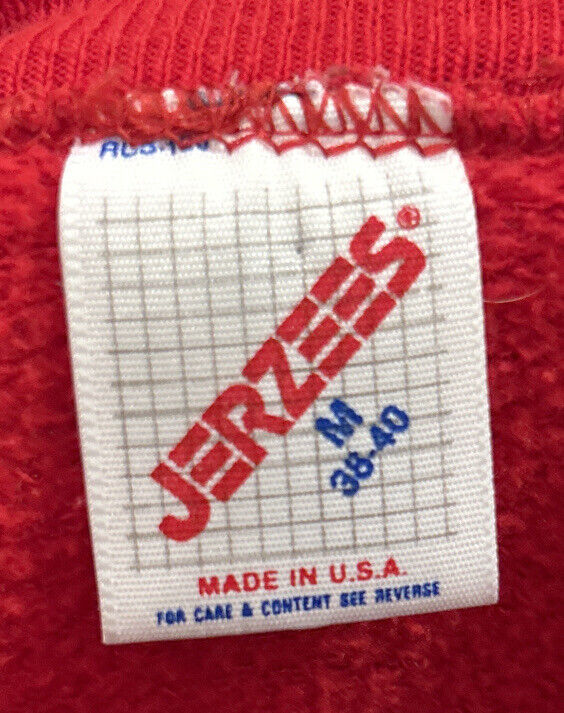 JERZEES®
M
38-40
MADE IN U.S.A.
FOR CARE & CONTENT SEE REVERSE